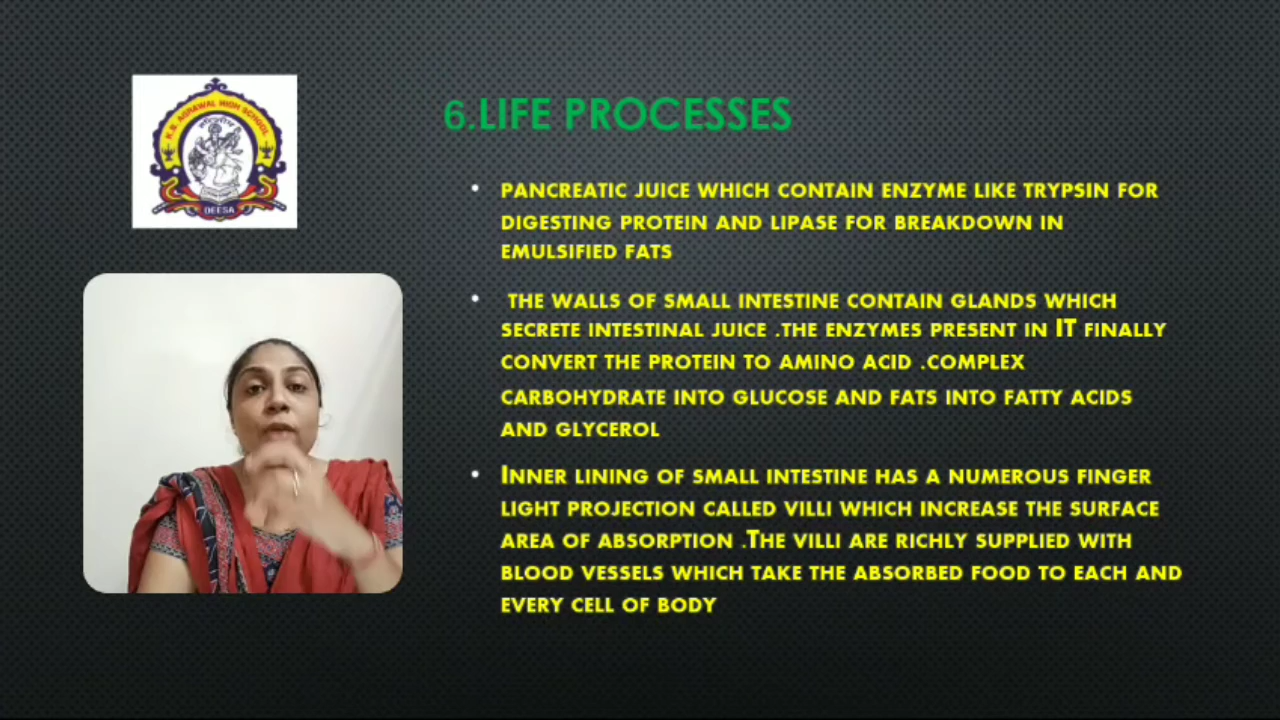 K.B. AGRAWAL HIGH SCHOOL
DEESA
6.LIFE PROCESSES
• PANCREATIC JUICE WHICH CONTAIN ENZYME LIKE TRYPSIN FOR
DIGESTING PROTEIN AND LIPASE FOR BREAKDOWN IN
EMULSIFIED FATS
• THE WALLS OF SMALL INTESTINE CONTAIN GLANDS WHICH
SECRETE INTESTINAL JUICE .THE ENZYMES PRESENT IN IT FINALLY
CONVERT THE PROTEIN TO AMINO ACID .COMPLEX
CARBOHYDRATE INTO GLUCOSE AND FATS INTO FATTY ACIDS
AND GLYCEROL
• INNER LINING OF SMALL INTESTINE HAS A NUMEROUS FINGER
LIGHT PROJECTION CALLED VILLI WHICH INCREASE THE SURFACE
AREA OF ABSORPTION .THE VILLI ARE RICHLY SUPPLIED WITH
BLOOD VESSELS WHICH TAKE THE ABSORBED FOOD TO EACH AND
EVERY CELL OF BODY